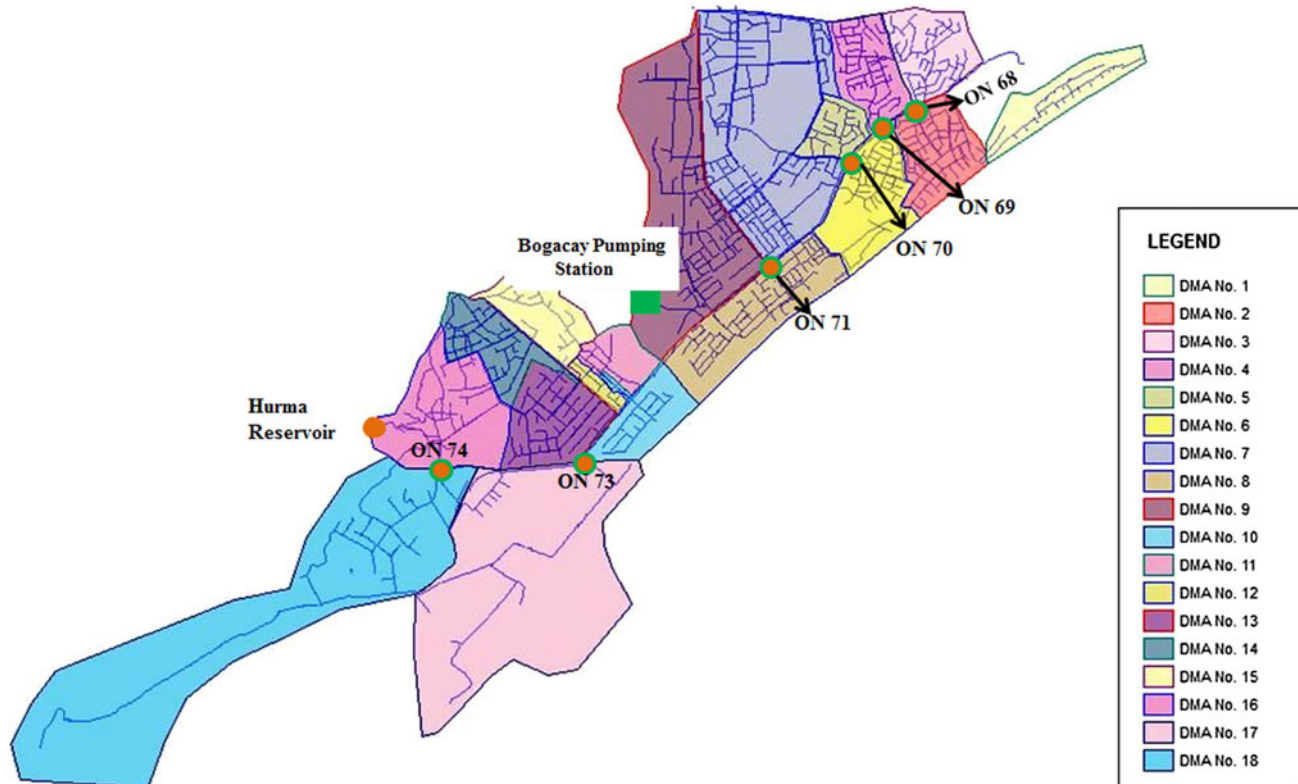 ON 68
ON 69
ON 70
Bogacay Pumping
Station
ON 71
Hurma
Reservoir
ON 74
ON 73
LEGEND
DMA No. 1
DMA No. 2
DMA No. 3
DMA No. 4
DMA No. 5
DMA No. 6
DMA No. 7
DMA No. 8
DMA No. 9
DMA No. 10
DMA No. 11
DMA No. 12
DMA No. 13
DMA No. 14
DMA No. 15
DMA No. 16
DMA No. 17
DMA No. 18